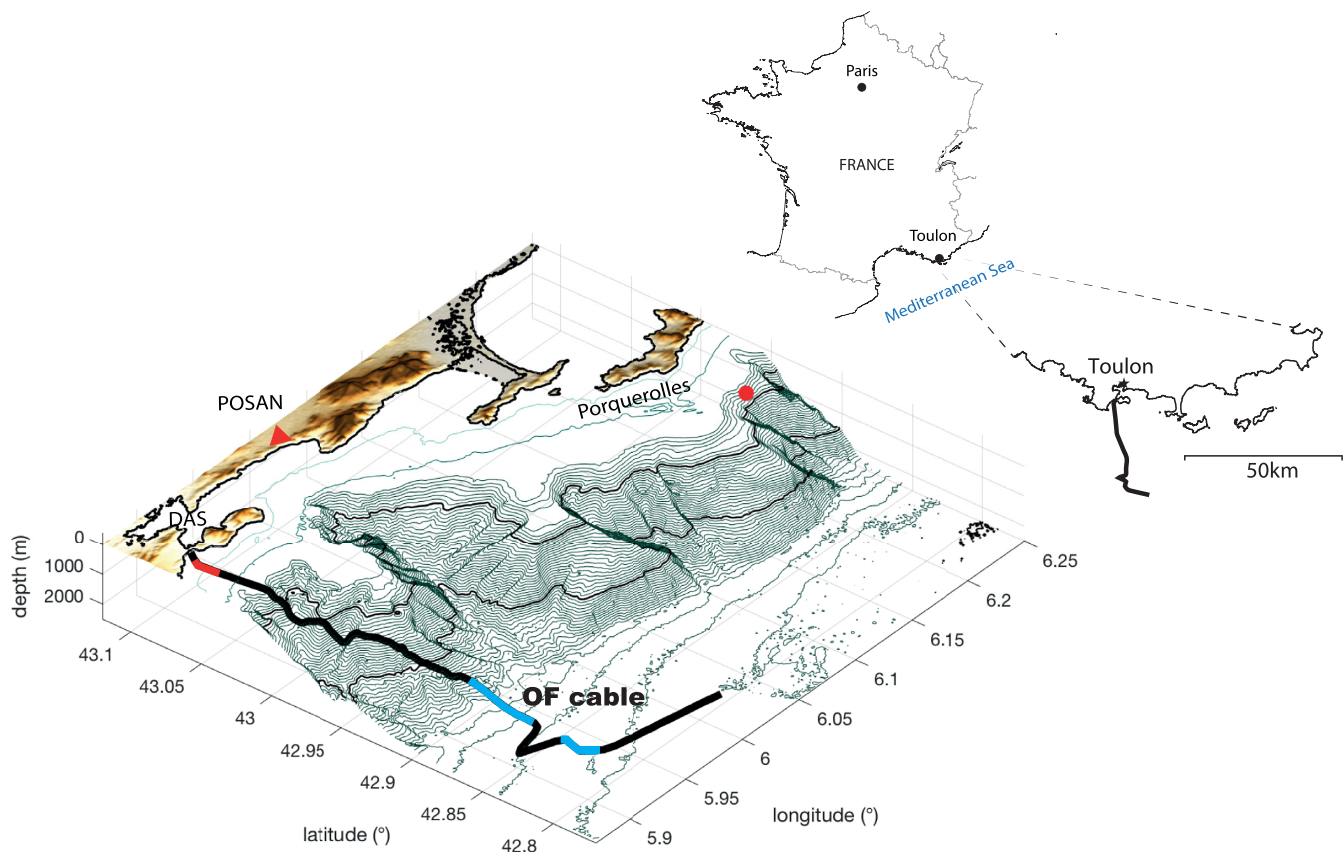 Paris
FRANCE
Toulon
Mediterranean Sea
Toulon
50km
POSAN
Porquerolles
DAS
OF cable
depth (m)
0
1000
2000
43.1
43.05
43
42.95
42.9
42.85
42.8
latitude (°)
6.25
6.2
6.15
6.1
6.05
6
5.95
5.9
longitude (°)